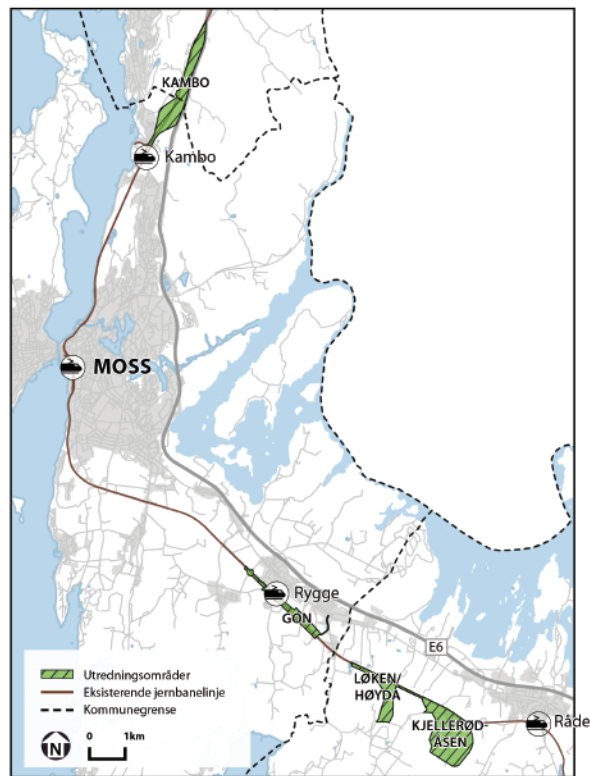 KAMBO
Kambo
MOSS
Rygge
GON
E6
LØKEN/
HØYDA
KJELLERØD-
ÅSEN
Råde
Utredningsområder
Eksisterende jernbanelinje
Kommunegrense
N
0 1km